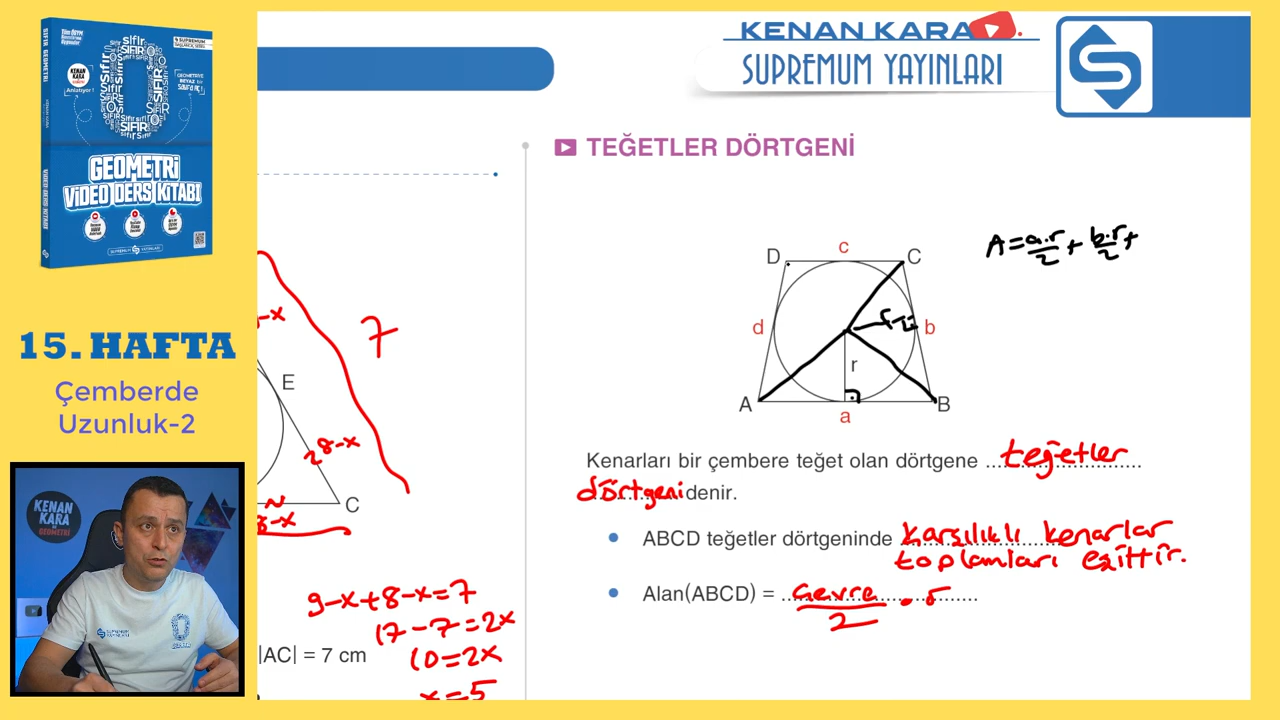 KENAN KARA
SUPREMUM YAYINLARI
TEĞETLER DÖRTGENİ
SIFIR
GEOMETRİ
VİDEO DERS KİTABI
15. HAFTA
Çemberde
Uzunluk-2
KENAN
KARA
GEOMETRİ
7
E
8-x
C
9-x+8-x=7
17-7=2x
10=2x
x=5
|AC| = 7 cm
A=a.r/2+b.r/2+
D
c
C
d
b
r
A
a
B
Kenarları bir çembere teğet olan dörtgene teğetler
dörtgeni denir.
• ABCD teğetler dörtgeninde karşılıklı kenarlar
toplamları eşittir.
• Alan(ABCD) = çevre/2 . r